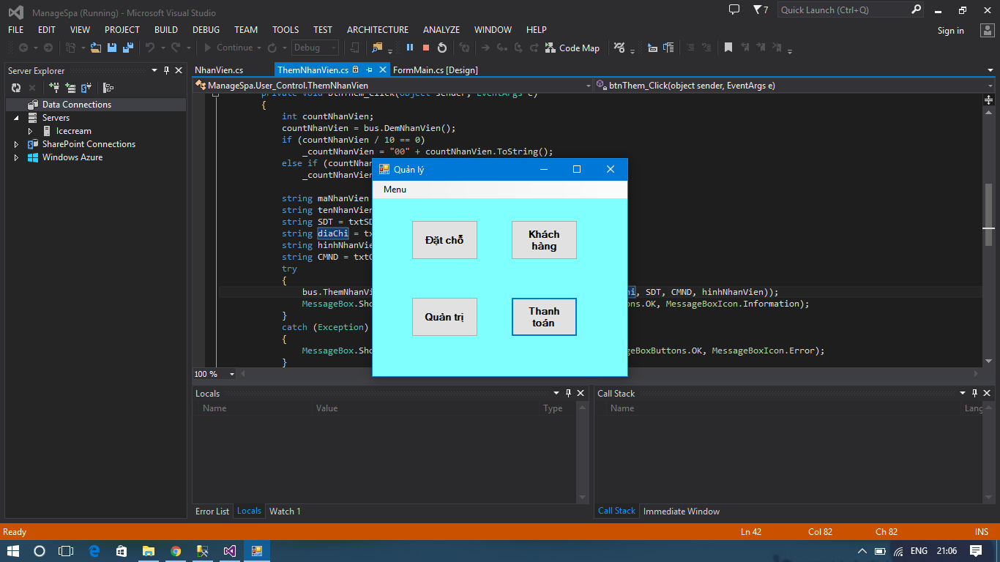 ManageSpa (Running) - Microsoft Visual Studio
7
Quick Launch (Ctrl+Q)
FILE EDIT VIEW PROJECT BUILD DEBUG TEAM TOOLS TEST ARCHITECTURE ANALYZE WINDOW HELP
Sign in
Continue
Debug
Code Map
Server Explorer
Data Connections
Servers
Icecream
SharePoint Connections
Windows Azure
NhanVien.cs
ThemNhanVien.cs
FormMain.cs [Design]
ManageSpa.User_Control.ThemNhanVien
btnThem_Click(object sender, EventArgs e)
private void btnThem_Click(object sender, EventArgs e)
{
int countNhanVien;
countNhanVien = bus.DemNhanVien();
if (countNhanVien / 10 == 0)
_countNhanVien = "00" + countNhanVien.ToString();
else if (countNhan
_countNhanVien
string maNhanVien
string tenNhanVien
string SDT = txtSD
string diaChi = tx
string hinhNhanVie
string CMND = txtC
try
{
bus.ThemNhanVi
hi, SDT, CMND, hinhNhanVien));
MessageBox.Sho
ns.OK, MessageBoxIcon.Information);
}
catch (Exception)
{
MessageBox.Sho
geBoxButtons.OK, MessageBoxIcon.Error);
}
Quản lý
Menu
Đặt chỗ
Khách
hàng
Quản trị
Thanh
toán
100 %
Locals
Name Value Type
Error List Locals Watch 1
Call Stack
Name Lang
Call Stack Immediate Window
Ready
Ln 42 Col 82 Ch 82 INS
ENG 21:06